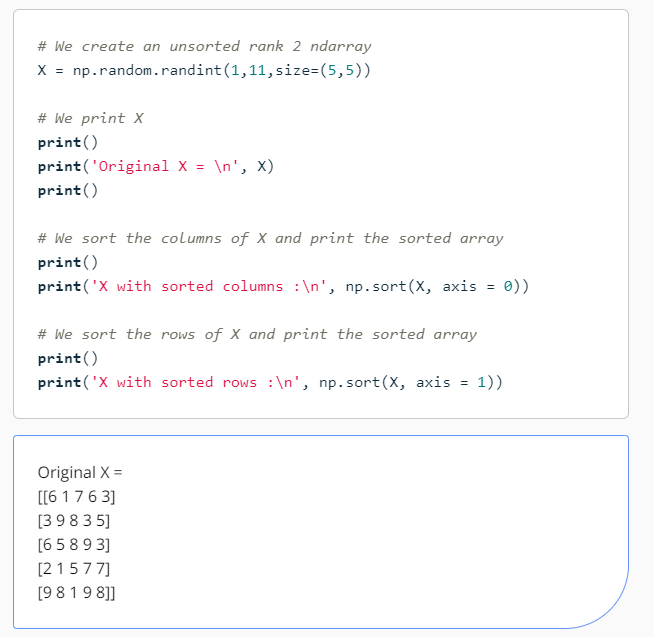 # We create an unsorted rank 2 ndarray
X = np.random.randint(1,11,size=(5,5))
# We print X
print()
print('Original X = \n', X)
print()
# We sort the columns of X and print the sorted array
print()
print('X with sorted columns :\n', np.sort(X, axis = 0))
# We sort the rows of X and print the sorted array
print()
print('X with sorted rows :\n', np.sort(X, axis = 1))
Original X =
[[6 1 7 6 3]
[3 9 8 3 5]
[6 5 8 9 3]
[2 1 5 7 7]
[9 8 1 9 8]]